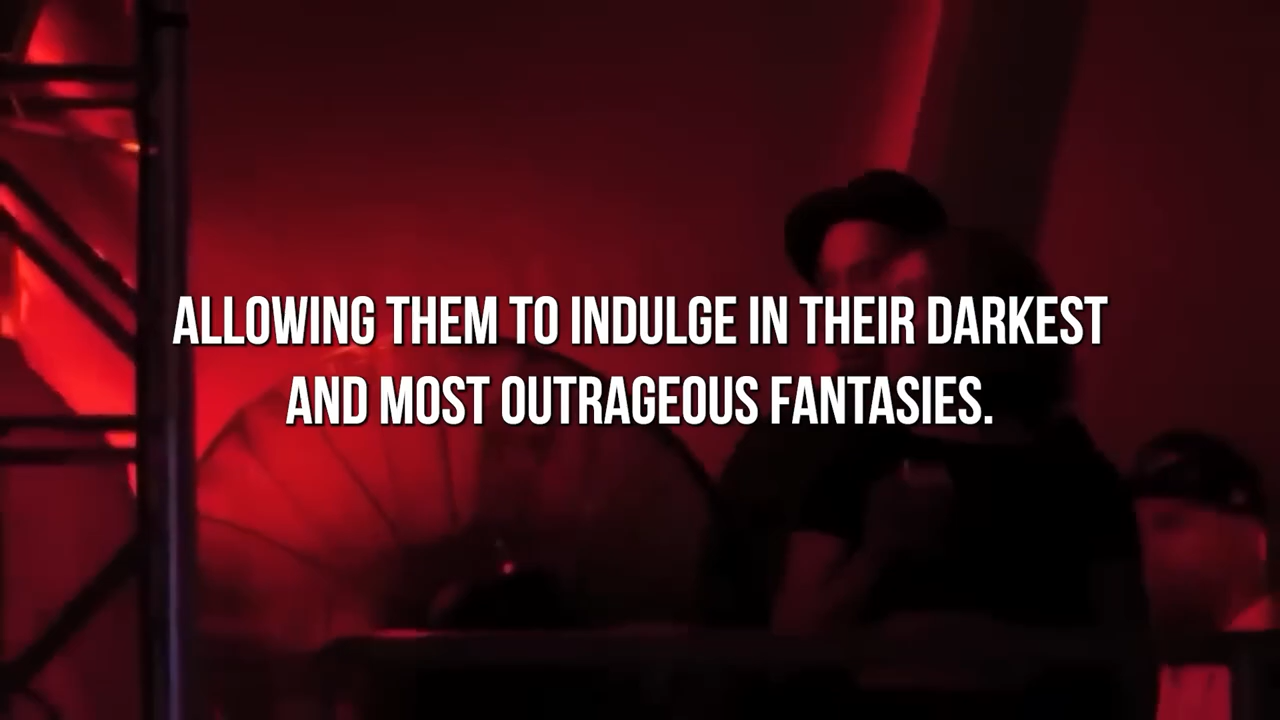 ALLOWING THEM TO INDULGE IN THEIR DARKEST
AND MOST OUTRAGEOUS FANTASIES.